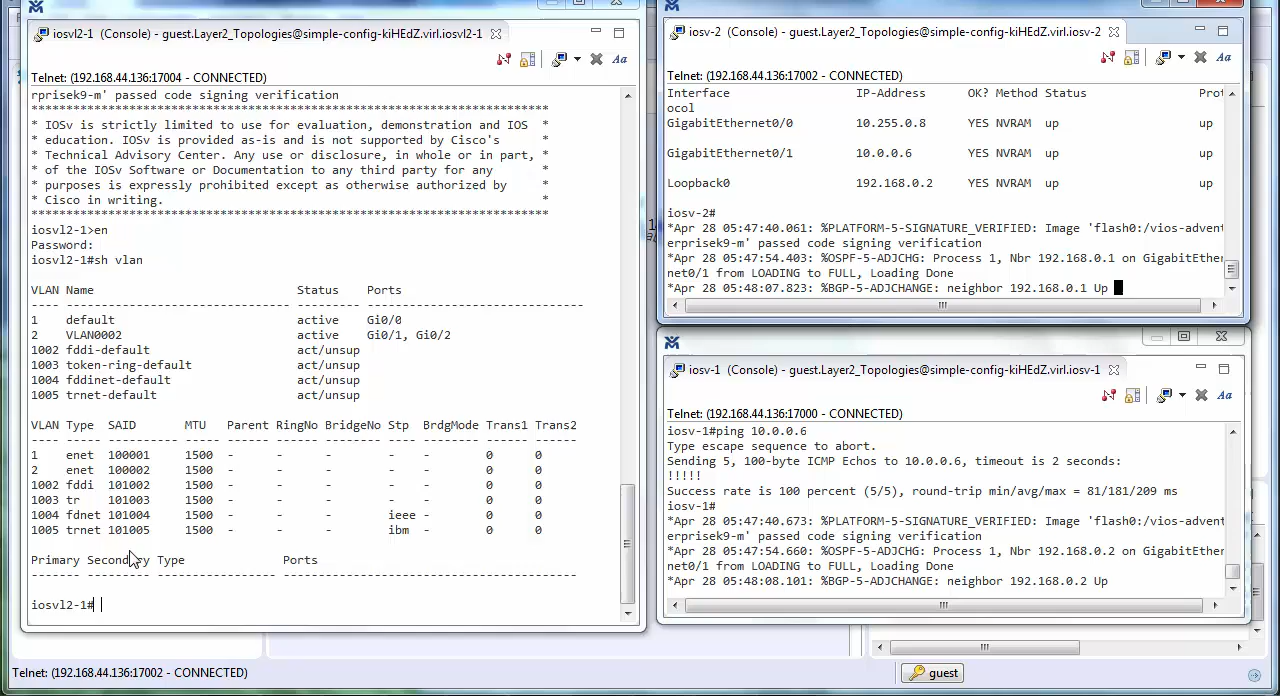 iosvl2-1 (Console) - guest.Layer2_Topologies@simple-config-kiHEdZ.virl.iosvl2-1
Telnet: (192.168.44.136:17004 - CONNECTED)
rprisek9-m' passed code signing verification
**************************************************************************
* IOSv is strictly limited to use for evaluation, demonstration and IOS  *
* education. IOSv is provided as-is and is not supported by Cisco's      *
* Technical Advisory Center. Any use or disclosure, in whole or in part, *
* of the IOSv Software or Documentation to any third party for any       *
* purposes is expressly prohibited except as otherwise authorized by     *
* Cisco in writing.                                                      *
**************************************************************************
iosvl2-1>en
Password:
iosvl2-1#sh vlan
VLAN Name                             Status    Ports
---- -------------------------------- --------- -------------------------------
1    default                          active    Gi0/0
2    VLAN0002                         active    Gi0/1, Gi0/2
1002 fddi-default                     act/unsup
1003 token-ring-default               act/unsup
1004 fddinet-default                  act/unsup
1005 trnet-default                    act/unsup
VLAN Type  SAID       MTU   Parent RingNo BridgeNo Stp  BrdgMode Trans1 Trans2
---- ----- ---------- ----- ------ ------ -------- ---- -------- ------ ------
1    enet  100001     1500  -      -      -        -    -        0      0
2    enet  100002     1500  -      -      -        -    -        0      0
1002 fddi  101002     1500  -      -      -        -    -        0      0
1003 tr    101003     1500  -      -      -        -    -        0      0
1004 fdnet 101004     1500  -      -      -        ieee -        0      0
1005 trnet 101005     1500  -      -      -        ibm  -        0      0
Primary Secondary Type              Ports
------- --------- ----------------- ------------------------------------------
iosvl2-1#
iosv-2 (Console) - guest.Layer2_Topologies@simple-config-kiHEdZ.virl.iosv-2
Telnet: (192.168.44.136:17002 - CONNECTED)
Interface                  IP-Address      OK? Method Status                Prot
ocol
GigabitEthernet0/0         10.255.0.8      YES NVRAM  up                    up
GigabitEthernet0/1         10.0.0.6        YES NVRAM  up                    up
Loopback0                  192.168.0.2     YES NVRAM  up                    up
iosv-2#
*Apr 28 05:47:40.061: %PLATFORM-5-SIGNATURE_VERIFIED: Image 'flash0:/vios-advent
erprisek9-m' passed code signing verification
*Apr 28 05:47:54.403: %OSPF-5-ADJCHG: Process 1, Nbr 192.168.0.1 on GigabitEther
net0/1 from LOADING to FULL, Loading Done
*Apr 28 05:48:07.823: %BGP-5-ADJCHANGE: neighbor 192.168.0.1 Up
iosv-1 (Console) - guest.Layer2_Topologies@simple-config-kiHEdZ.virl.iosv-1
Telnet: (192.168.44.136:17000 - CONNECTED)
iosv-1#ping 10.0.0.6
Type escape sequence to abort.
Sending 5, 100-byte ICMP Echos to 10.0.0.6, timeout is 2 seconds:
!!!!!
Success rate is 100 percent (5/5), round-trip min/avg/max = 81/181/209 ms
iosv-1#
*Apr 28 05:47:40.673: %PLATFORM-5-SIGNATURE_VERIFIED: Image 'flash0:/vios-advent
erprisek9-m' passed code signing verification
*Apr 28 05:47:54.660: %OSPF-5-ADJCHG: Process 1, Nbr 192.168.0.2 on GigabitEther
net0/1 from LOADING to FULL, Loading Done
*Apr 28 05:48:08.101: %BGP-5-ADJCHANGE: neighbor 192.168.0.2 Up
Telnet: (192.168.44.136:17002 - CONNECTED)
guest